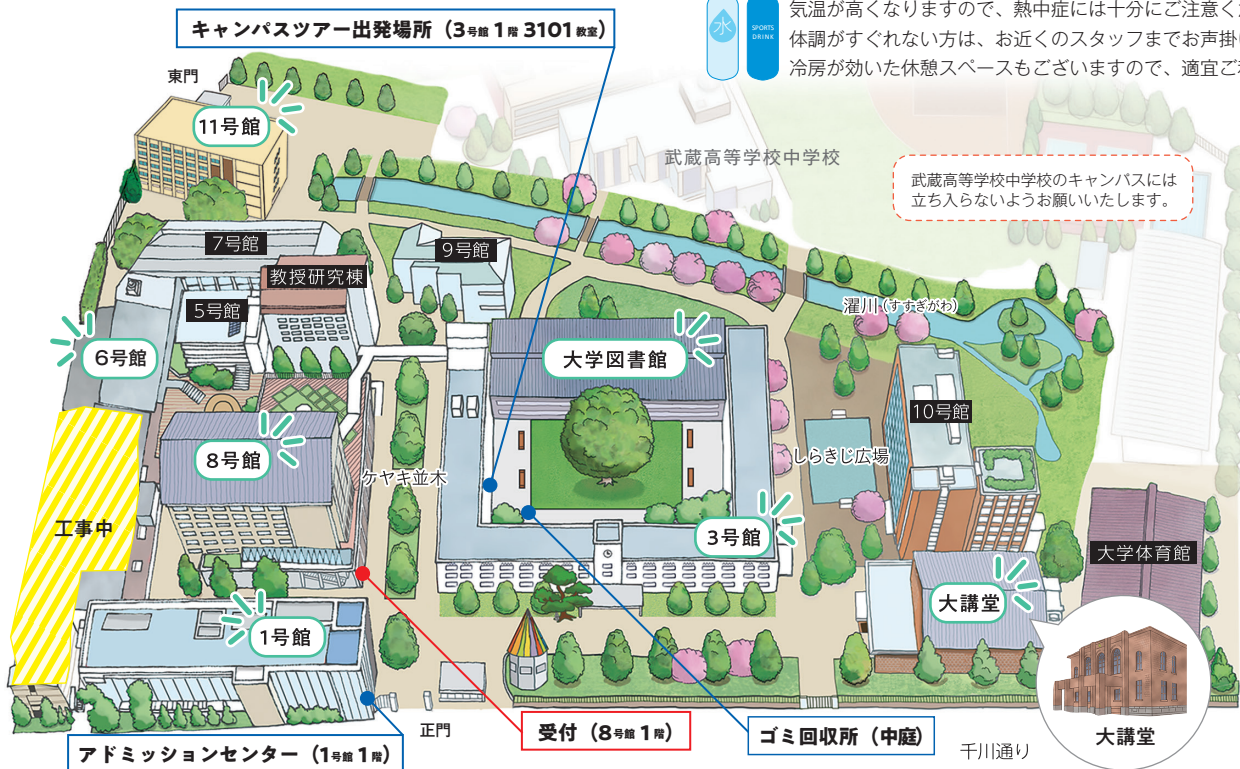 キャンパスツアー出発場所（3号館 1階 3101教室）
水
SPORTS
DRINK
気温が高くなりますので、熱中症には十分にご注意く
体調がすぐれない方は、お近くのスタッフまでお声掛
冷房が効いた休憩スペースもございますので、適宜ご
東門
11号館
武蔵高等学校中学校
武蔵高等学校中学校のキャンパスには
立ち入らないようお願いいたします。
7号館
9号館
教授研究棟
5号館
濯川（すすぎがわ）
6号館
大学図書館
10号館
8号館
ケヤキ並木
しらきじ広場
工事中
3号館
大学体育館
大講堂
1号館
正門
受付（8号館 1階）
ゴミ回収所（中庭）
アドミッションセンター（1号館 1階）
千川通り
大講堂